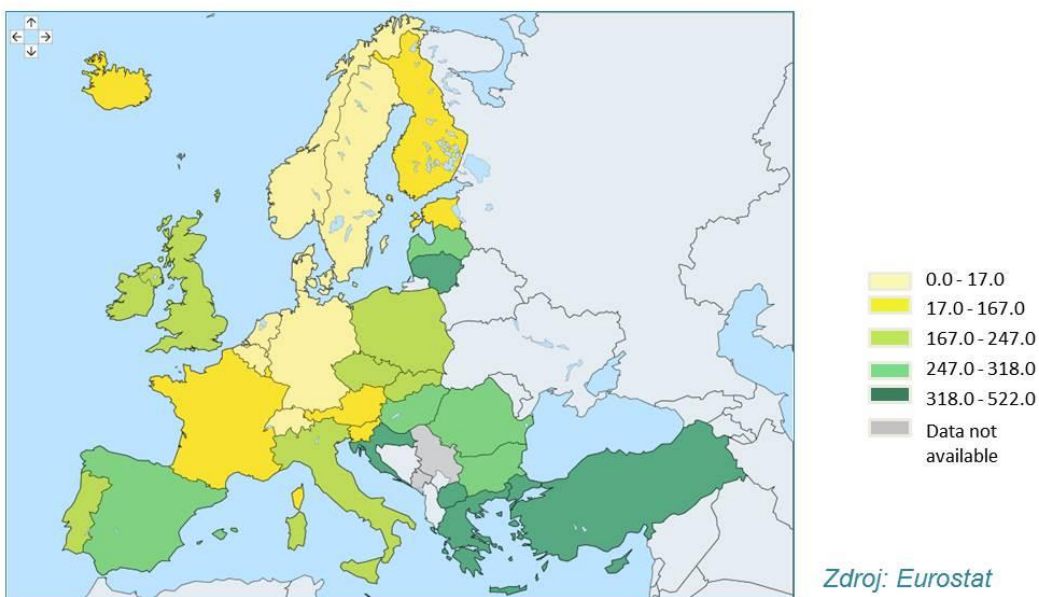 0.0 - 17.0
17.0 - 167.0
167.0 - 247.0
247.0 - 318.0
318.0 - 522.0
Data not
available
Zdroj: Eurostat